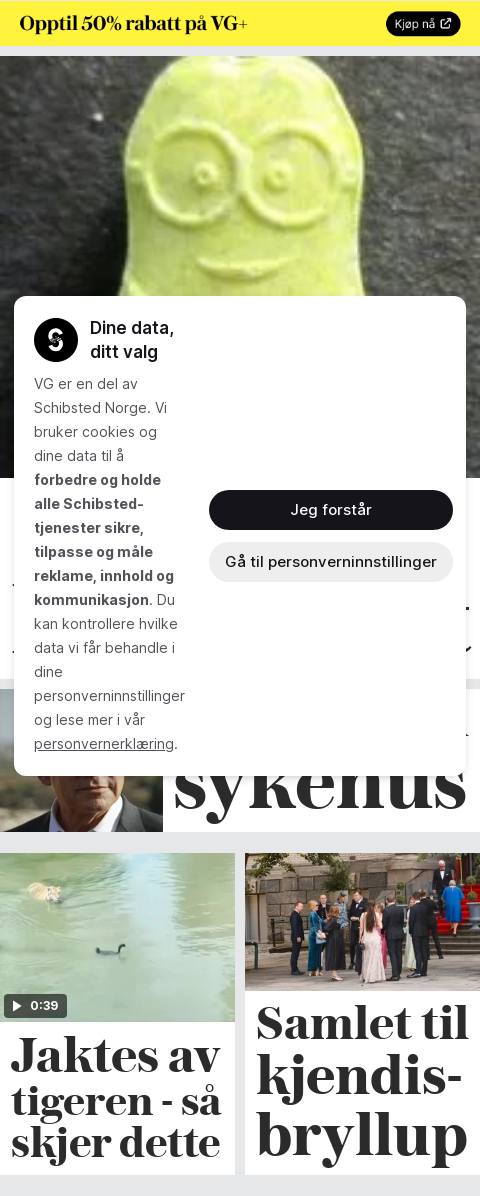 Opptil 50% rabatt på VG+
Kjøp nå
Dine data,
ditt valg
VG er en del av
Schibsted Norge. Vi
bruker cookies og
dine data til å
forbedre og holde
alle Schibsted-
tjenester sikre,
tilpasse og måle
reklame, innhold og
kommunikasjon. Du
kan kontrollere hvilke
data vi får behandle i
dine
personverninnstillinger
og lese mer i vår
personvernerklæring.
Jeg forstår
Gå til personverninnstillinger
sykehus
0:39
Jaktes av
tigeren - så
skjer dette
Samlet til
kjendis-
bryllup